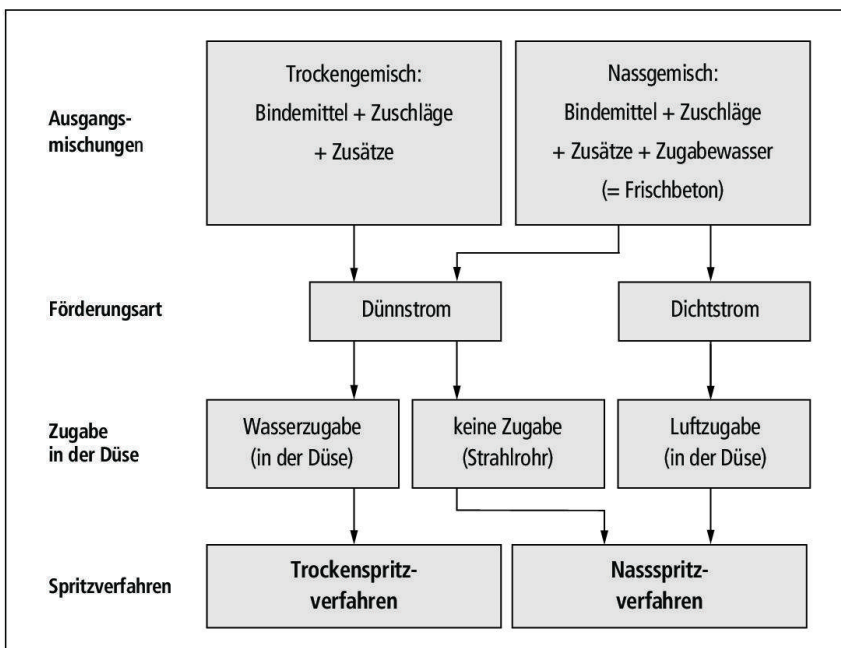 Ausgangs-
mischungen
Trockengemisch:
Bindemittel + Zuschläge
+ Zusätze
Nassgemisch:
Bindemittel + Zuschläge
+ Zusätze + Zugabewasser
(= Frischbeton)
Förderungsart
Dünnstrom
Dichtstrom
Zugabe
in der Düse
Wasserzugabe
(in der Düse)
keine Zugabe
(Strahlrohr)
Luftzugabe
(in der Düse)
Spritzverfahren
Trockenspritz-
verfahren
Nassspritz-
verfahren